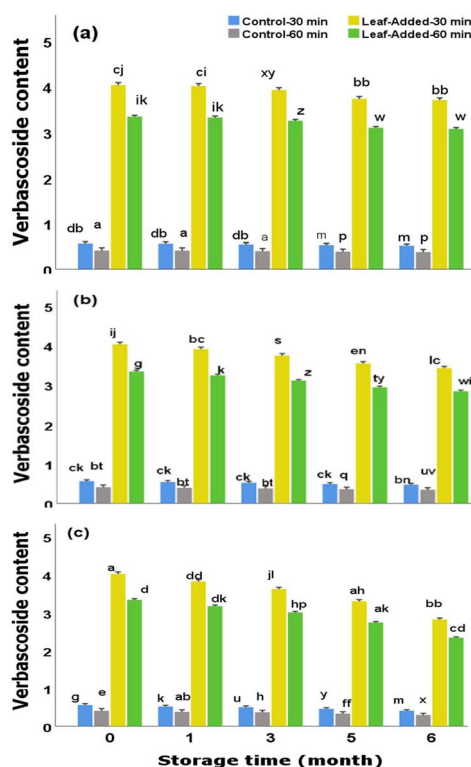 Control-30 min Leaf-Added-30 min
Control-60 min Leaf-Added-60 min
(a)
Verbascoside content
5
4
3
2
1
0
db a cj ik
db a ci ik
db a xy z
m p bb w
m p bb w
(b)
Verbascoside content
5
4
3
2
1
0
ck bt ij g
ck bt bc k
ck bt s z
ck q en ty
bn uv lc wi
(c)
Verbascoside content
5
4
3
2
1
0
g e a d
k ab dd dk
u h jl hp
y ff ah ak
m x bb cd
0 1 3 5 6
Storage time (month)